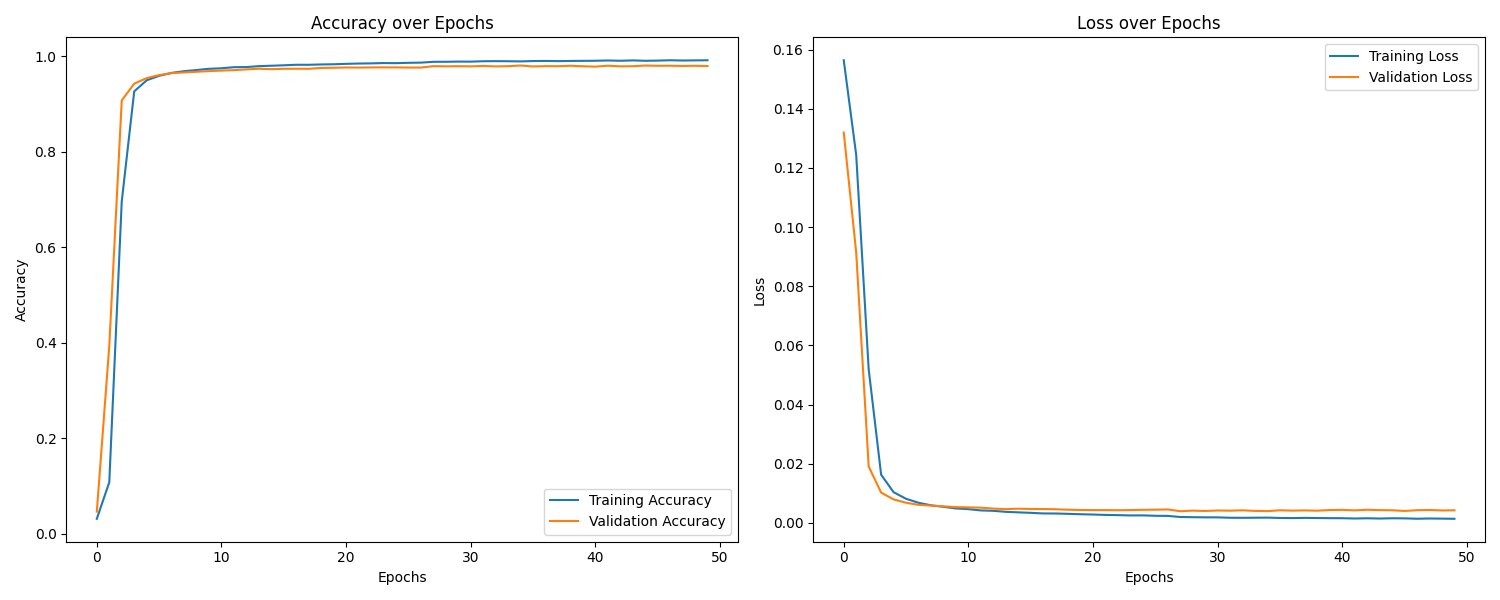 Accuracy over Epochs
1.0
0.8
0.6
0.4
0.2
0.0
Accuracy
0 10 20 30 40 50
Epochs
Training Accuracy
Validation Accuracy
Loss over Epochs
0.16
0.14
0.12
0.10
0.08
0.06
0.04
0.02
0.00
Loss
0 10 20 30 40 50
Epochs
Training Loss
Validation Loss